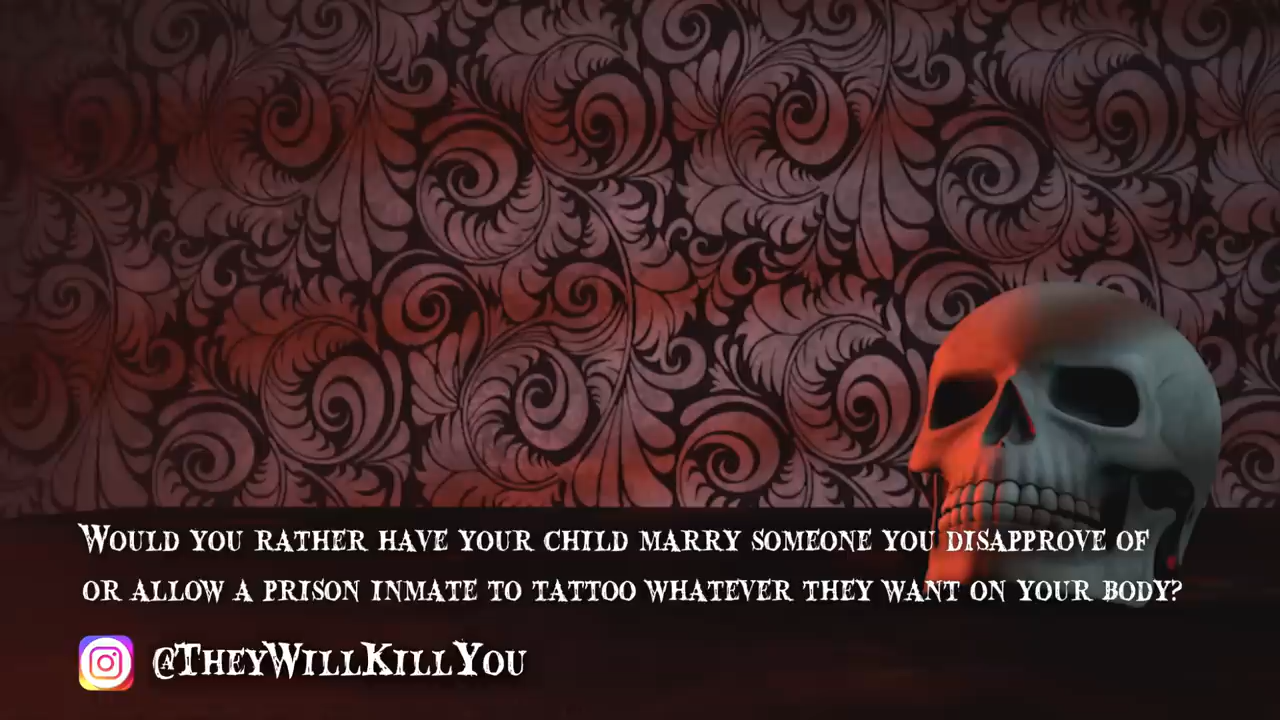 Would you rather have your child marry someone you disapprove of
or allow a prison inmate to tattoo whatever they want on your body?
@TheyWillKillYou